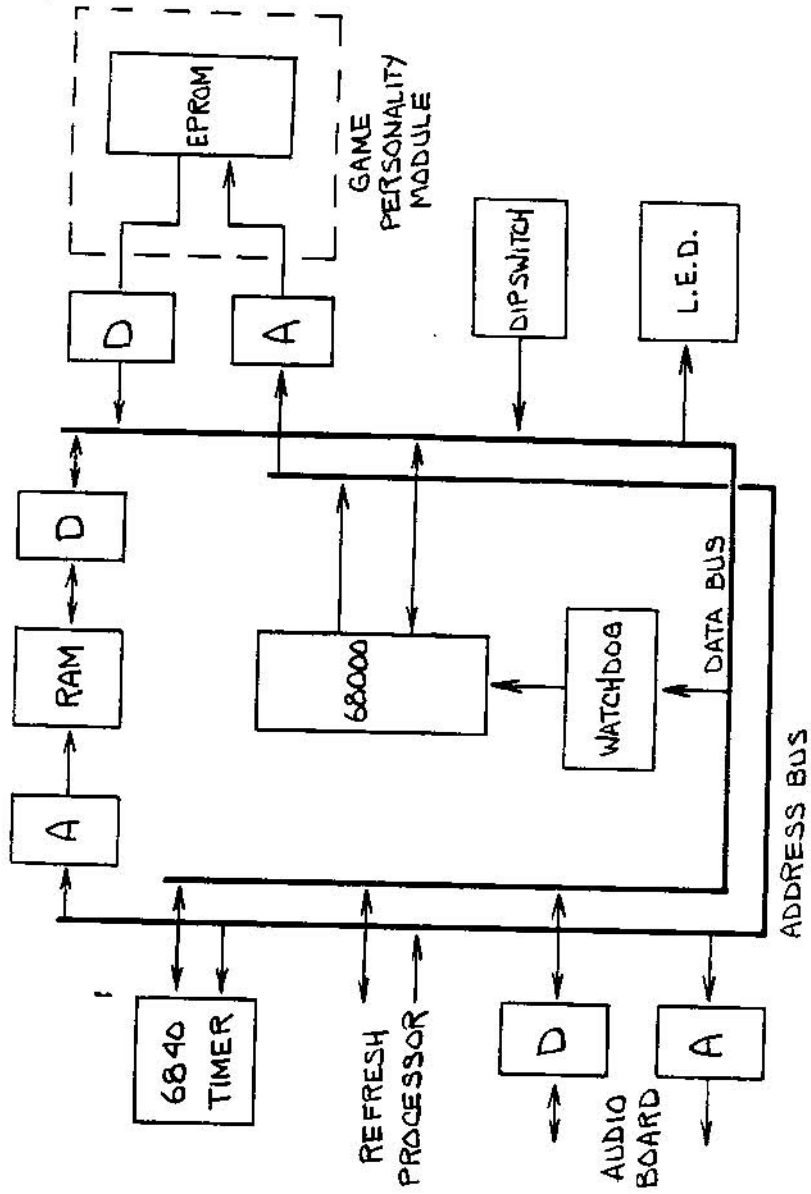 A
RAM
D
D
6840
TIMER
EPROM
A
REFRESH
PROCESSOR
68000
GAME
PERSONALITY
MODULE
D
DIPSWITCH
AUDIO
BOARD
WATCHDOG
A
L.E.D.
DATA BUS
ADDRESS BUS